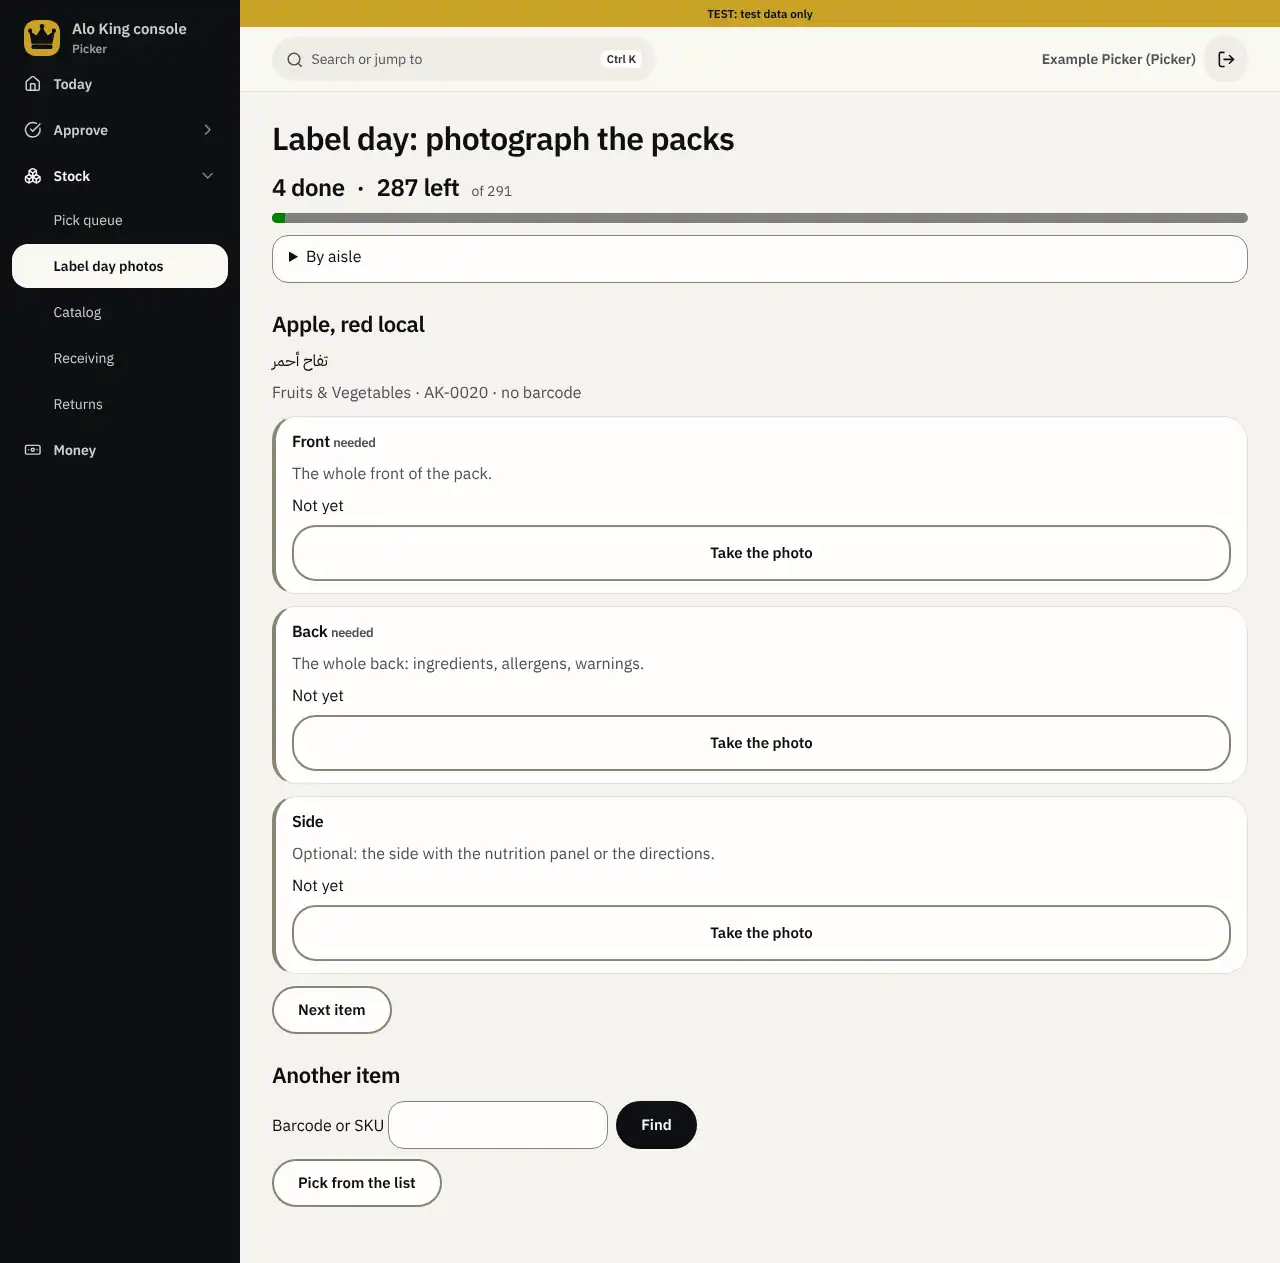 TEST: test data only
Alo King console
Picker
Today
Approve
Stock
Pick queue
Label day photos
Catalog
Receiving
Returns
Money
Search or jump to
Ctrl K
Example Picker (Picker)
Label day: photograph the packs
4 done · 287 left of 291
By aisle
Apple, red local
تفاح أحمر
Fruits & Vegetables · AK-0020 · no barcode
Front needed
The whole front of the pack.
Not yet
Take the photo
Back needed
The whole back: ingredients, allergens, warnings.
Not yet
Take the photo
Side
Optional: the side with the nutrition panel or the directions.
Not yet
Take the photo
Next item
Another item
Barcode or SKU
Find
Pick from the list